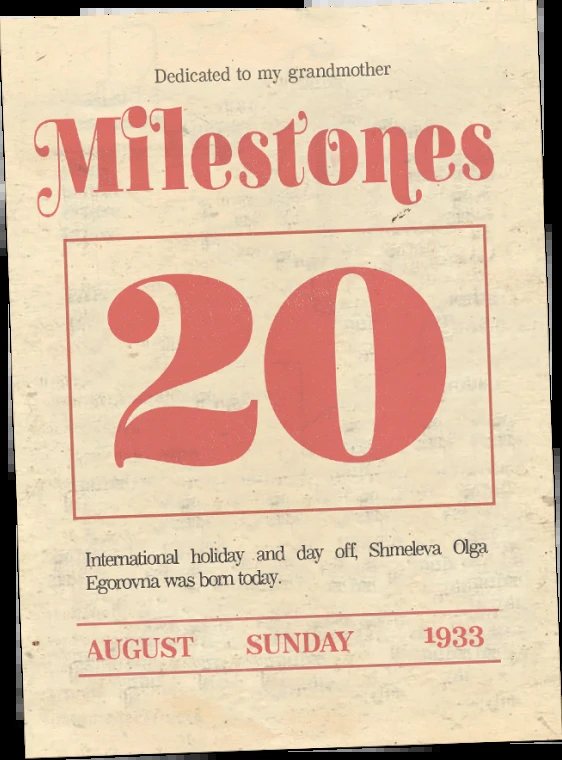 Dedicated to my grandmother
Milestones
20
International holiday and day off, Shmeleva Olga
Egorovna was born today.
AUGUST SUNDAY 1933